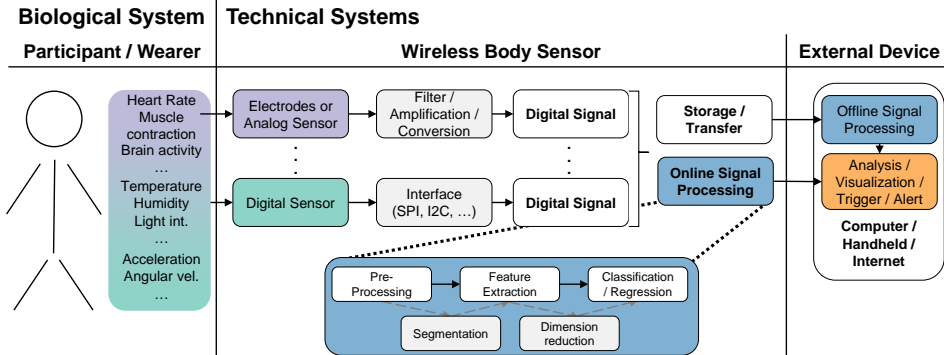 Biological System
Technical Systems
Participant / Wearer
Wireless Body Sensor
External Device
Heart Rate
Muscle
contraction
Brain activity
...
Temperature
Humidity
Light int.
...
Acceleration
Angular vel.
...
Electrodes or
Analog Sensor
Filter /
Amplification /
Conversion
Digital Signal
Digital Sensor
Interface
(SPI, I2C, ...)
Digital Signal
Storage /
Transfer
Online Signal
Processing
Offline Signal
Processing
Analysis /
Visualization /
Trigger / Alert
Computer /
Handheld /
Internet
Pre-
Processing
Feature
Extraction
Classification
/ Regression
Segmentation
Dimension
reduction